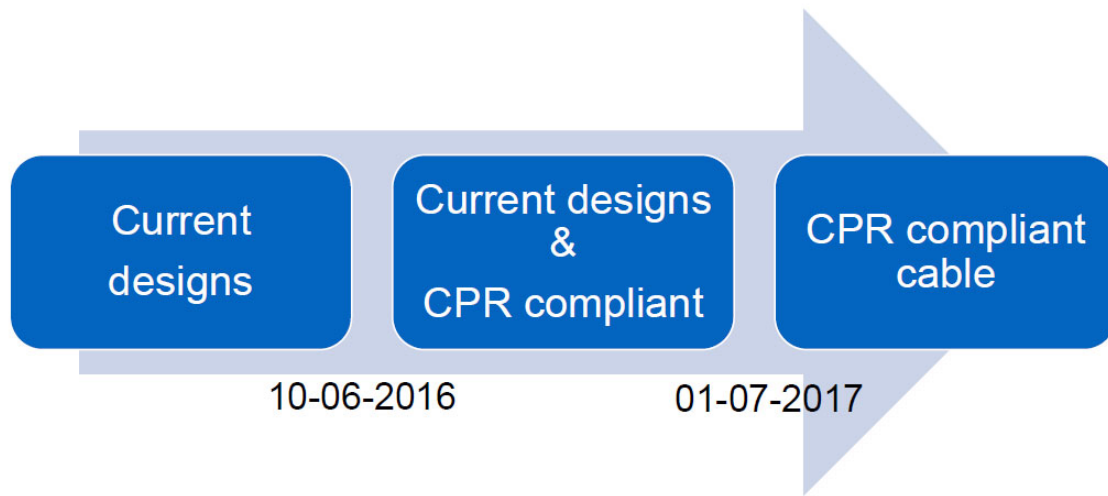 Current
designs
Current designs
&
CPR compliant
CPR compliant
cable
10-06-2016
01-07-2017